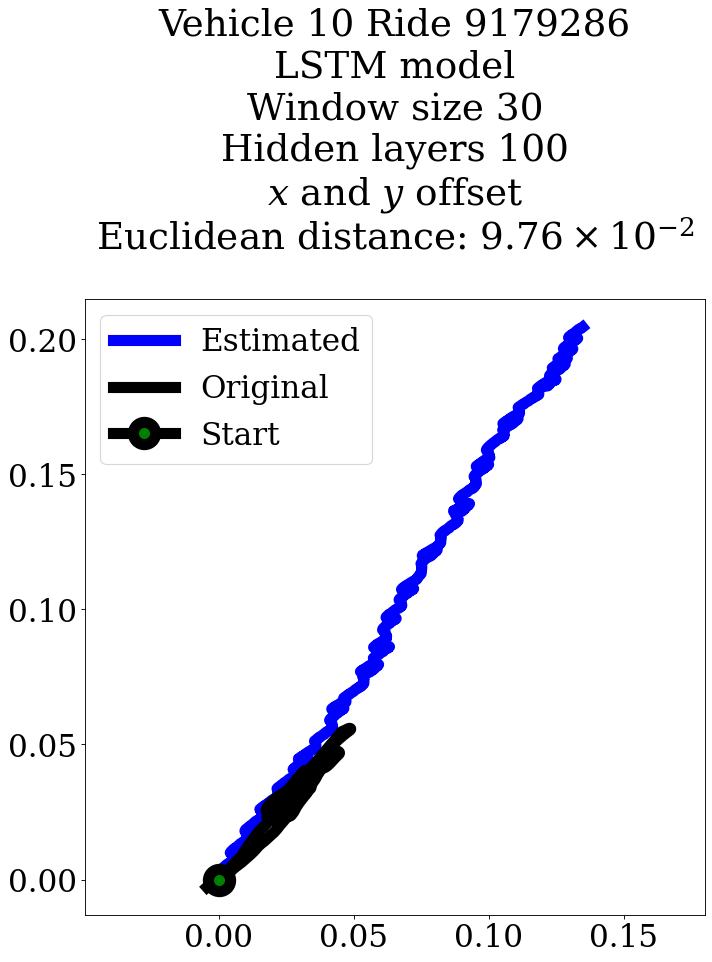 Vehicle 10 Ride 9179286
LSTM model
Window size 30
Hidden layers 100
x and y offset
Euclidean distance: 9.76 × 10⁻²
Estimated
Original
Start
0.20
0.15
0.10
0.05
0.00
0.00 0.05 0.10 0.15